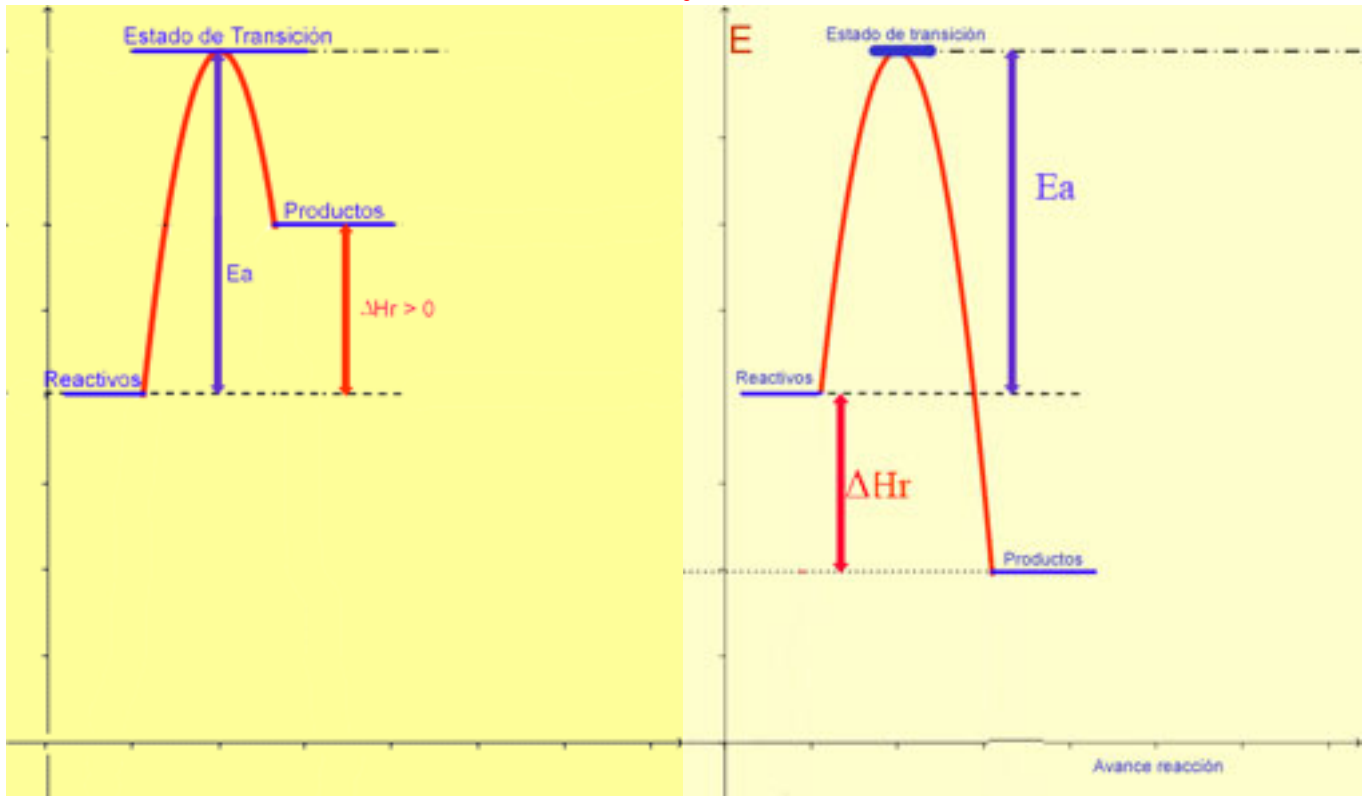 Estado de Transición
Productos
Ea
ΔHr > 0
Reactivos
E
Estado de transición
Ea
Reactivos
ΔHr
Productos
Avance reacción